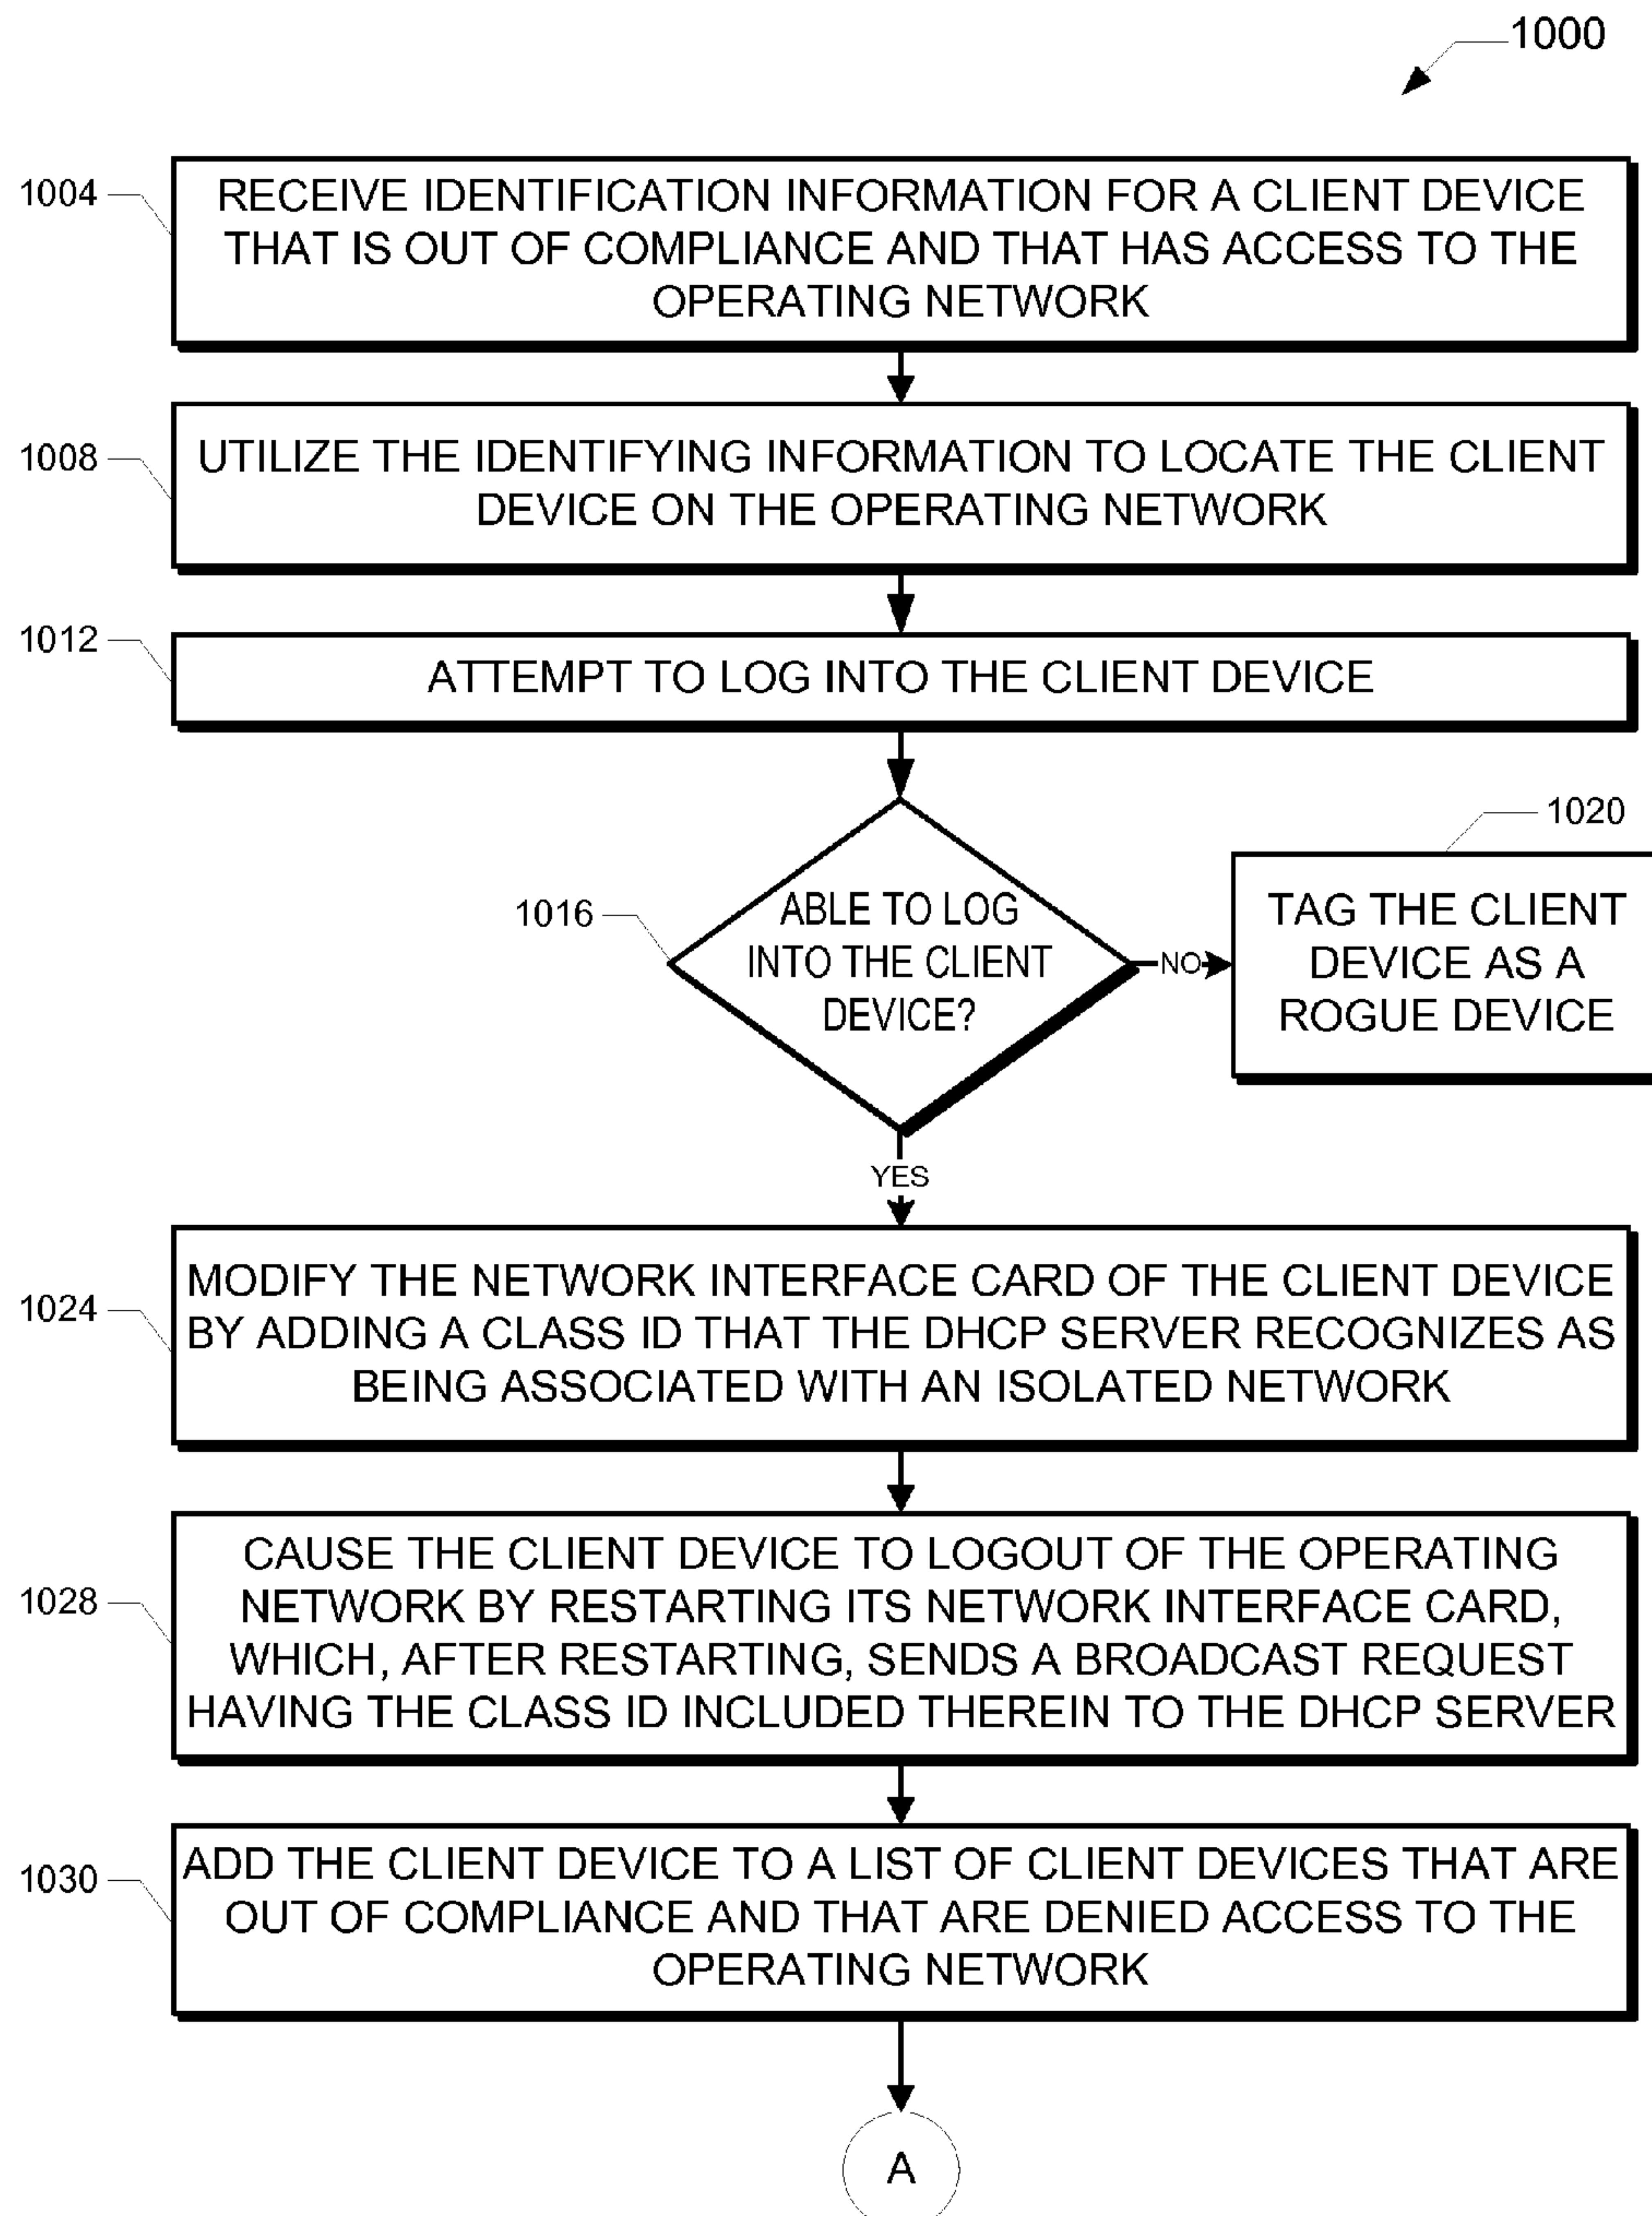 1000
1004
RECEIVE IDENTIFICATION INFORMATION FOR A CLIENT DEVICE
THAT IS OUT OF COMPLIANCE AND THAT HAS ACCESS TO THE
OPERATING NETWORK
1008
UTILIZE THE IDENTIFYING INFORMATION TO LOCATE THE CLIENT
DEVICE ON THE OPERATING NETWORK
1012
ATTEMPT TO LOG INTO THE CLIENT DEVICE
1016
ABLE TO LOG
INTO THE CLIENT
DEVICE?
NO
1020
TAG THE CLIENT
DEVICE AS A
ROGUE DEVICE
YES
1024
MODIFY THE NETWORK INTERFACE CARD OF THE CLIENT DEVICE
BY ADDING A CLASS ID THAT THE DHCP SERVER RECOGNIZES AS
BEING ASSOCIATED WITH AN ISOLATED NETWORK
1028
CAUSE THE CLIENT DEVICE TO LOGOUT OF THE OPERATING
NETWORK BY RESTARTING ITS NETWORK INTERFACE CARD,
WHICH, AFTER RESTARTING, SENDS A BROADCAST REQUEST
HAVING THE CLASS ID INCLUDED THEREIN TO THE DHCP SERVER
1030
ADD THE CLIENT DEVICE TO A LIST OF CLIENT DEVICES THAT ARE
OUT OF COMPLIANCE AND THAT ARE DENIED ACCESS TO THE
OPERATING NETWORK
A